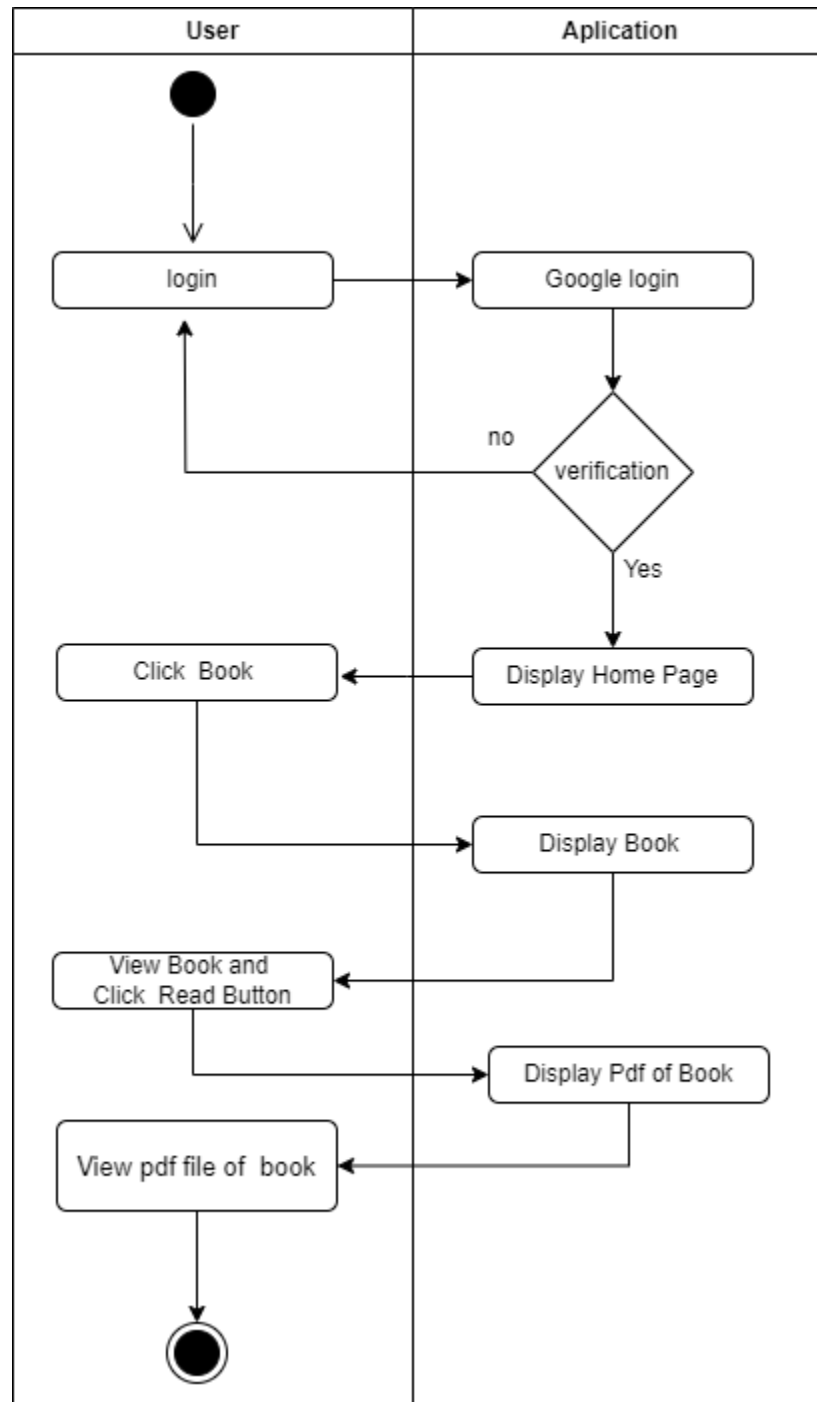 User
Aplication
login
Google login
no
verification
Yes
Click Book
Display Home Page
Display Book
View Book and
Click Read Button
Display Pdf of Book
View pdf file of book